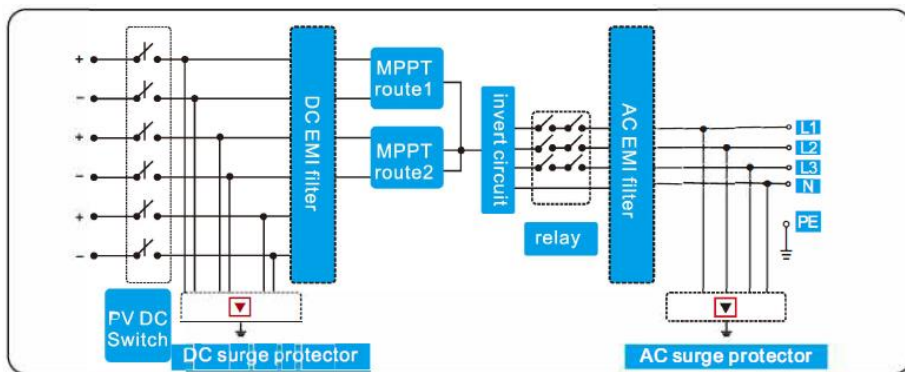 +
−
+
−
+
−
PV DC
Switch
DC surge protector
DC EMI filter
MPPT
route1
MPPT
route2
invert circuit
relay
AC EMI filter
L1
L2
L3
N
PE
AC surge protector